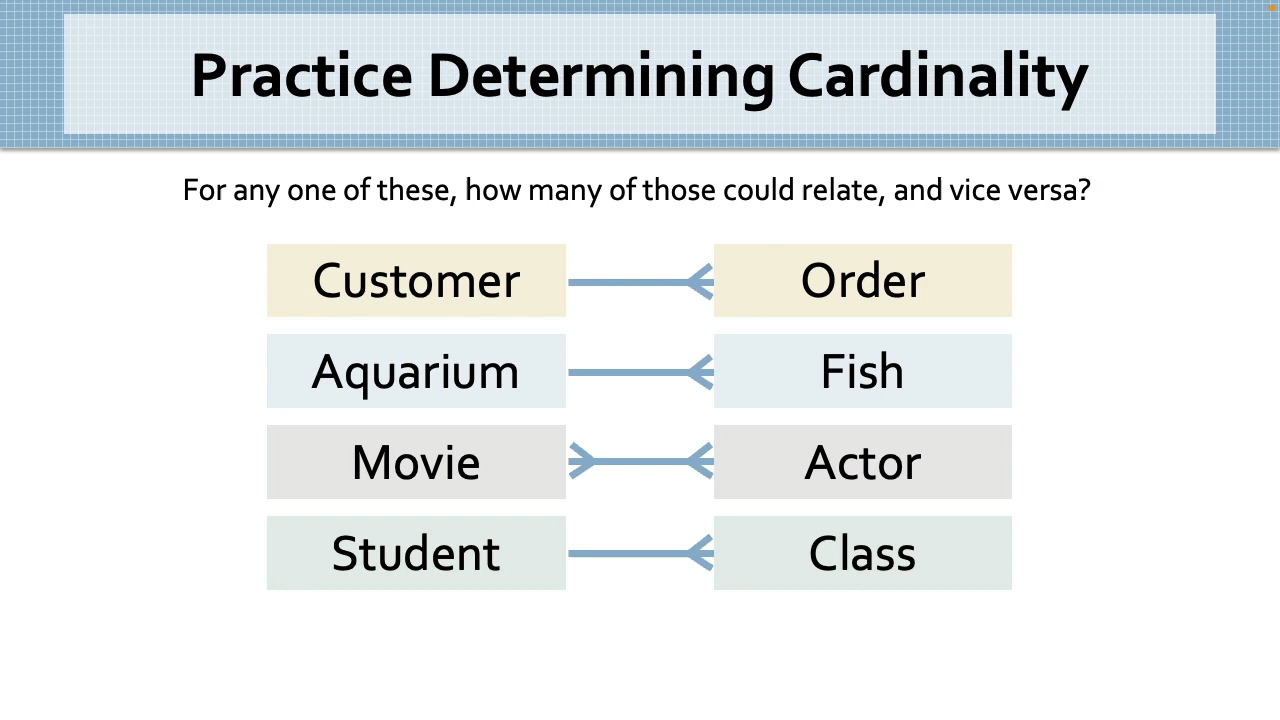 Practice Determining Cardinality
For any one of these, how many of those could relate, and vice versa?
Customer Order
Aquarium Fish
Movie Actor
Student Class